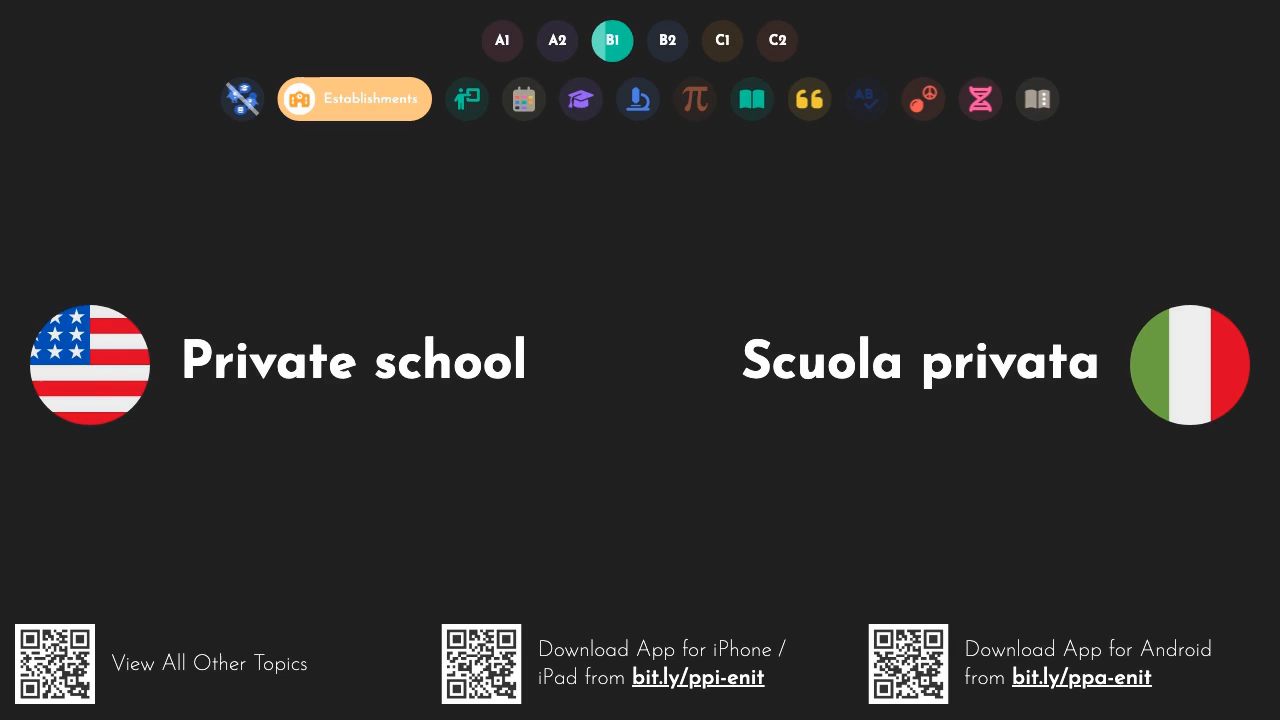 A1 A2 B1 B2 C1 C2
Establishments
Private school
Scuola privata
View All Other Topics
Download App for iPhone /
iPad from bit.ly/ppi-enit
Download App for Android
from bit.ly/ppa-enit